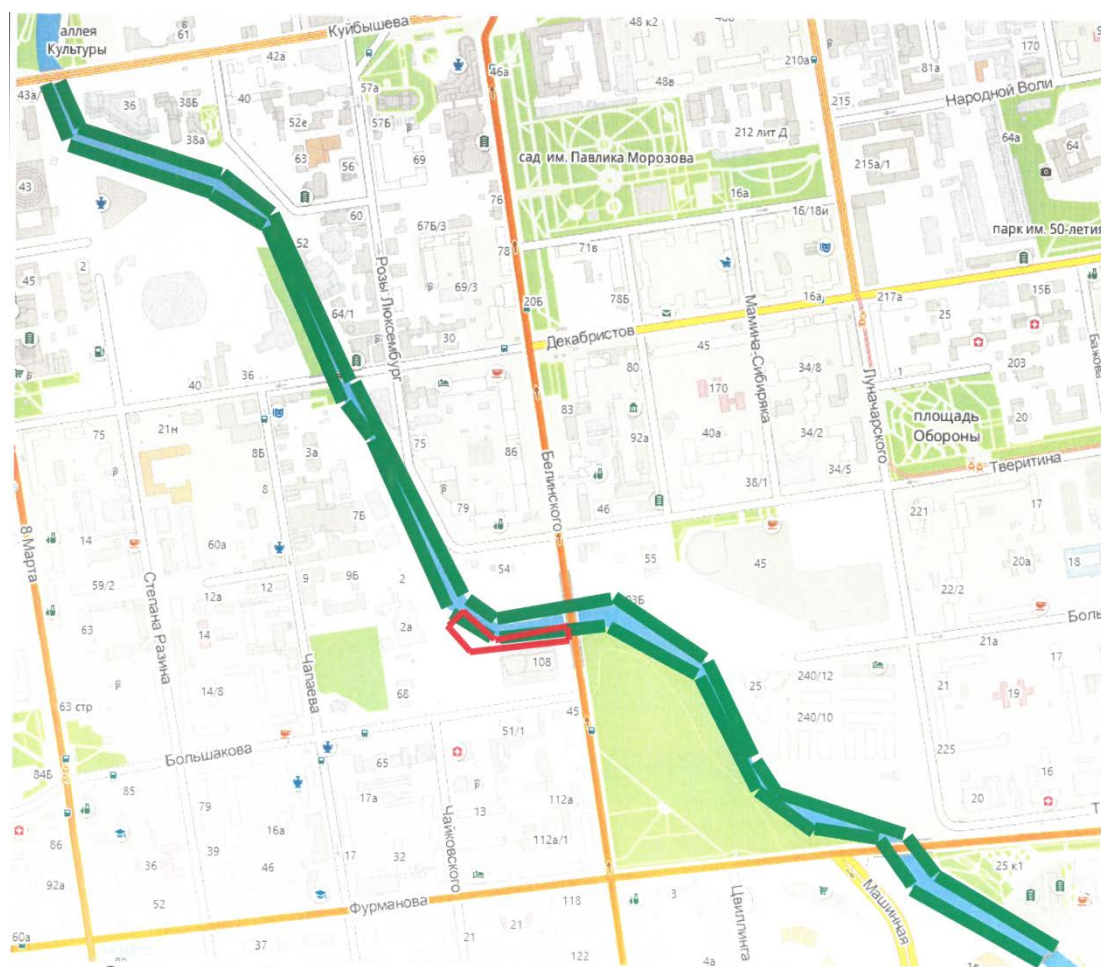 аллея
Культуры
61
Куйбышева
42а
46а
48 к2
48в
210а
81а
170
43а/
36
38Б
38а
40
52е
57а
57Б
63
56
69
215
Народной Воли
64а
64
212 лит Д
215а/1
сад им. Павлика Морозова
16а
43
60
76
67Б/3
16/18и
парк им. 50-летия
45
2
52
78
71в
Розы Люксембург
69/3
64/1
20Б
78Б
Мамина-Сибиряка
16а
217а
25
15Б
Бажова
30
Декабристов
45
203
40
36
80
170
34/8
Луначарского
1
75
21н
83
площадь
Обороны
20
8Б
3а
75
86
92а
40а
34/2
Белинского
34/5
Тверитина
8
7Б
79
46
38/1
221
17
8 Марта
14
60а
54
55
45
20а
18
59/2
Степана Разина
12а
12
9
9Б
2
22/2
63
14
2а
93Б
21а
Боль
108
17
Чапаева
14/8
68
25
240/12
21
19
63 стр
45
240/10
51/1
225
Большакова
84Б
85
65
16
79
17а
Чайковского
13
112а
20
Т
86
16а
112а/1
36
39
46
17
32
25 к1
92а
52
Фурманова
118
3
Цвиллинга
Машинная
60а
37
21
21
122
4а